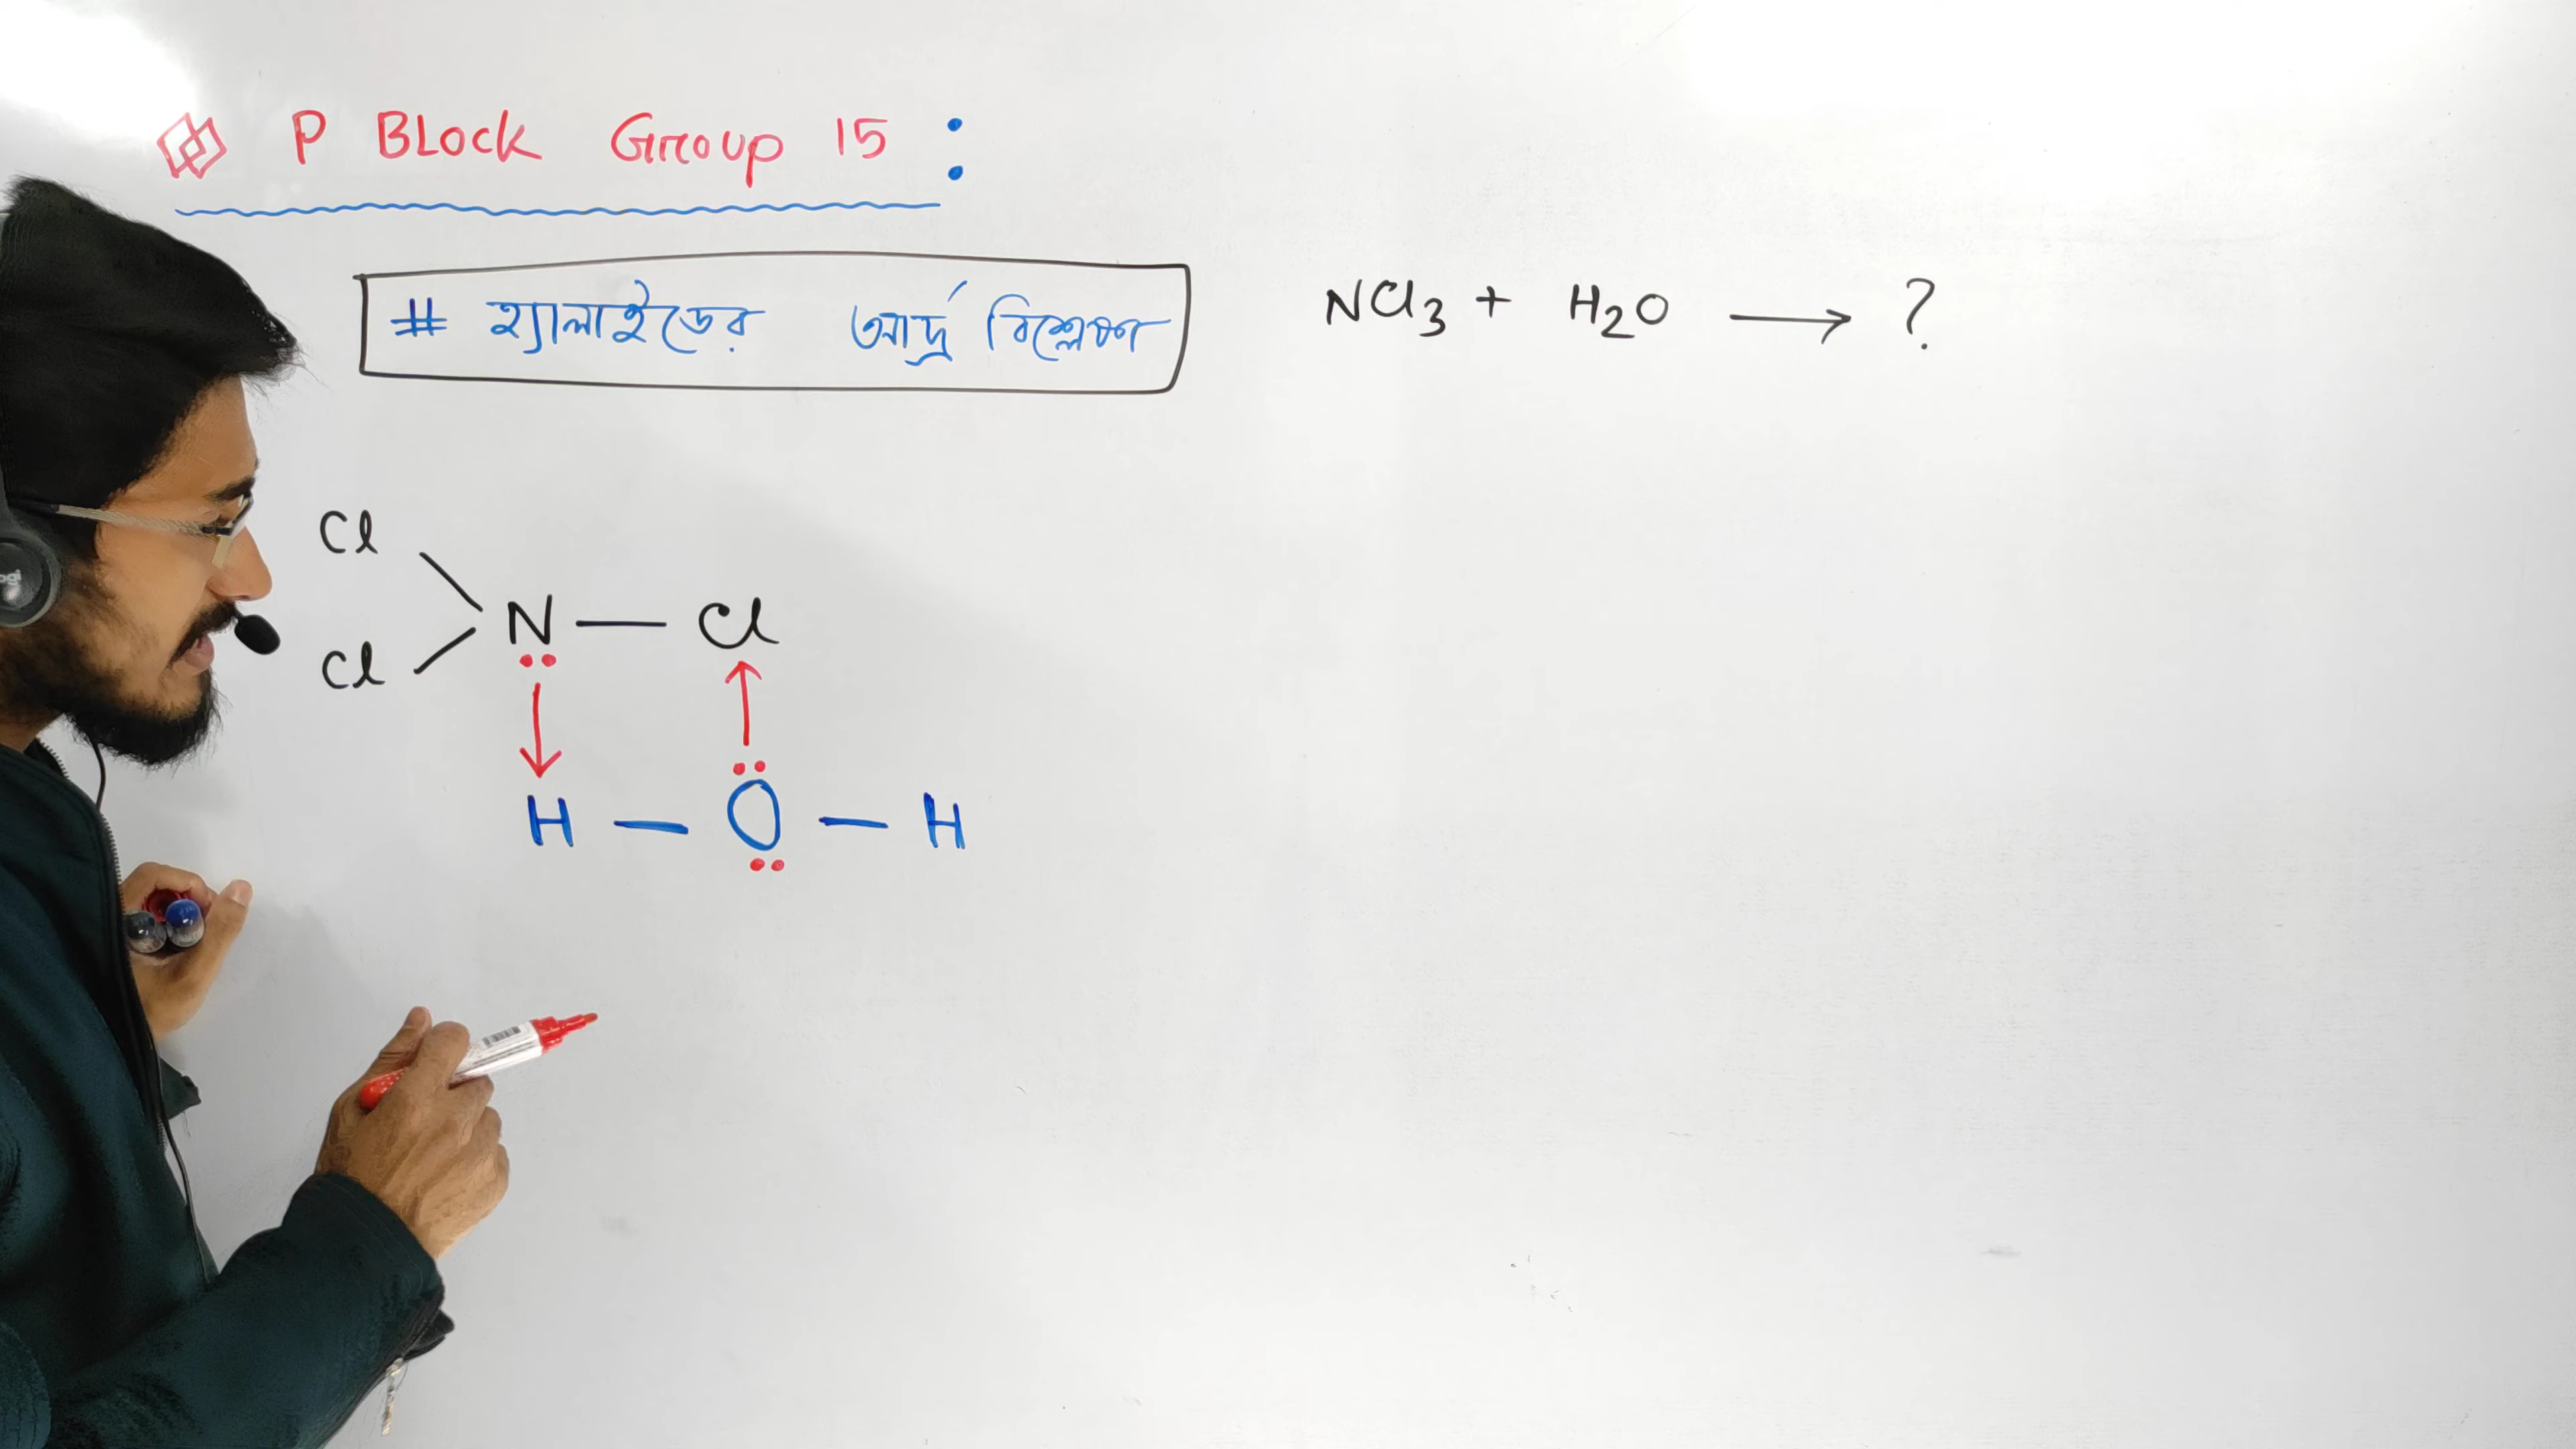 P BLock Group 15 :
# হ্যালাইডের আর্দ্র বিশ্লেষণ
NCl3 + H2O ⟶ ?
Cl
N — Cl
Cl
H — O — H